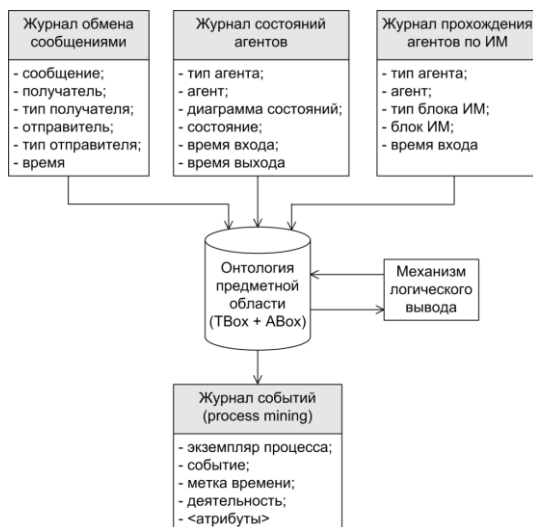 Журнал обмена
сообщениями
- сообщение;
- получатель;
- тип получателя;
- отправитель;
- тип отправителя;
- время
Журнал состояний
агентов
- тип агента;
- агент;
- диаграмма состояний;
- состояние;
- время входа;
- время выхода
Журнал прохождения
агентов по ИМ
- тип агента;
- агент;
- тип блока ИМ;
- блок ИМ;
- время входа
Онтология
предметной
области
(TBox + ABox)
Механизм
логического
вывода
Журнал событий
(process mining)
- экземпляр процесса;
- событие;
- метка времени;
- деятельность;
- <атрибуты>